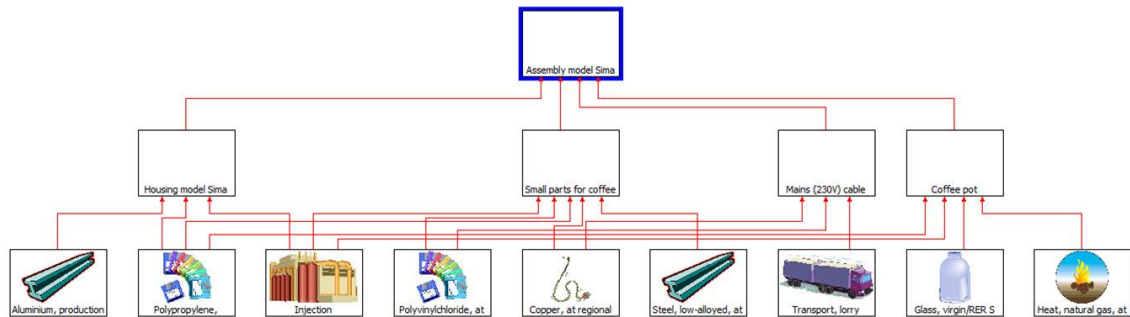 Assembly model Sima
Housing model Sima
Small parts for coffee
Mains (230V) cable
Coffee pot
Aluminium, production
Polypropylene,
Injection
Polyvinylchloride, at
Copper, at regional
Steel, low-alloyed, at
Transport, lorry
Glass, virgin/RER S
Heat, natural gas, at